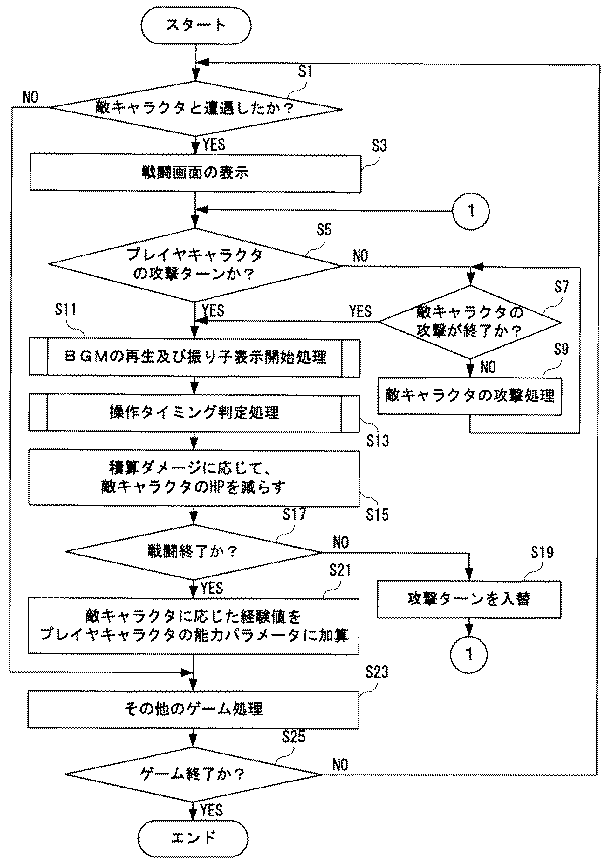 スタート
S1
NO
敵キャラクタと遭遇したか？
YES
S3
戦闘画面の表示
1
S5
プレイヤキャラクタ
の攻撃ターンか？
NO
S7
YES
YES
敵キャラクタの
攻撃が終了か？
S11
NO
S9
ＢＧＭの再生及び振り子表示開始処理
敵キャラクタの攻撃処理
操作タイミング判定処理
S13
積算ダメージに応じて、
敵キャラクタのHPを減らす
S15
S17
戦闘終了か？
NO
S19
YES
S21
攻撃ターンを入替
敵キャラクタに応じた経験値を
プレイヤキャラクタの能力パラメータに加算
1
S23
その他のゲーム処理
S25
ゲーム終了か？
NO
YES
エンド